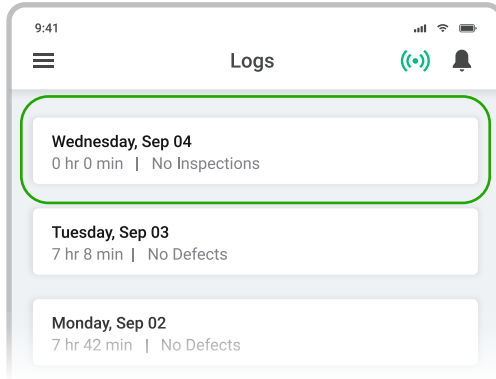 9:41
Logs
Wednesday, Sep 04
0 hr 0 min | No Inspections
Tuesday, Sep 03
7 hr 8 min | No Defects
Monday, Sep 02
7 hr 42 min | No Defects